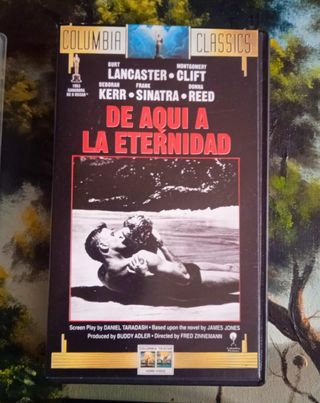 COLUMBIA CLASSICS
BURT LANCASTER • MONTGOMERY CLIFT
DEBORAH KERR • FRANK SINATRA • DONNA REED
1953
DE AQUI A
LA ETERNIDAD
Screen Play by DANIEL TARADASH • Based upon the novel by JAMES JONES
Produced by BUDDY ADLER • Directed by FRED ZINNEMANN